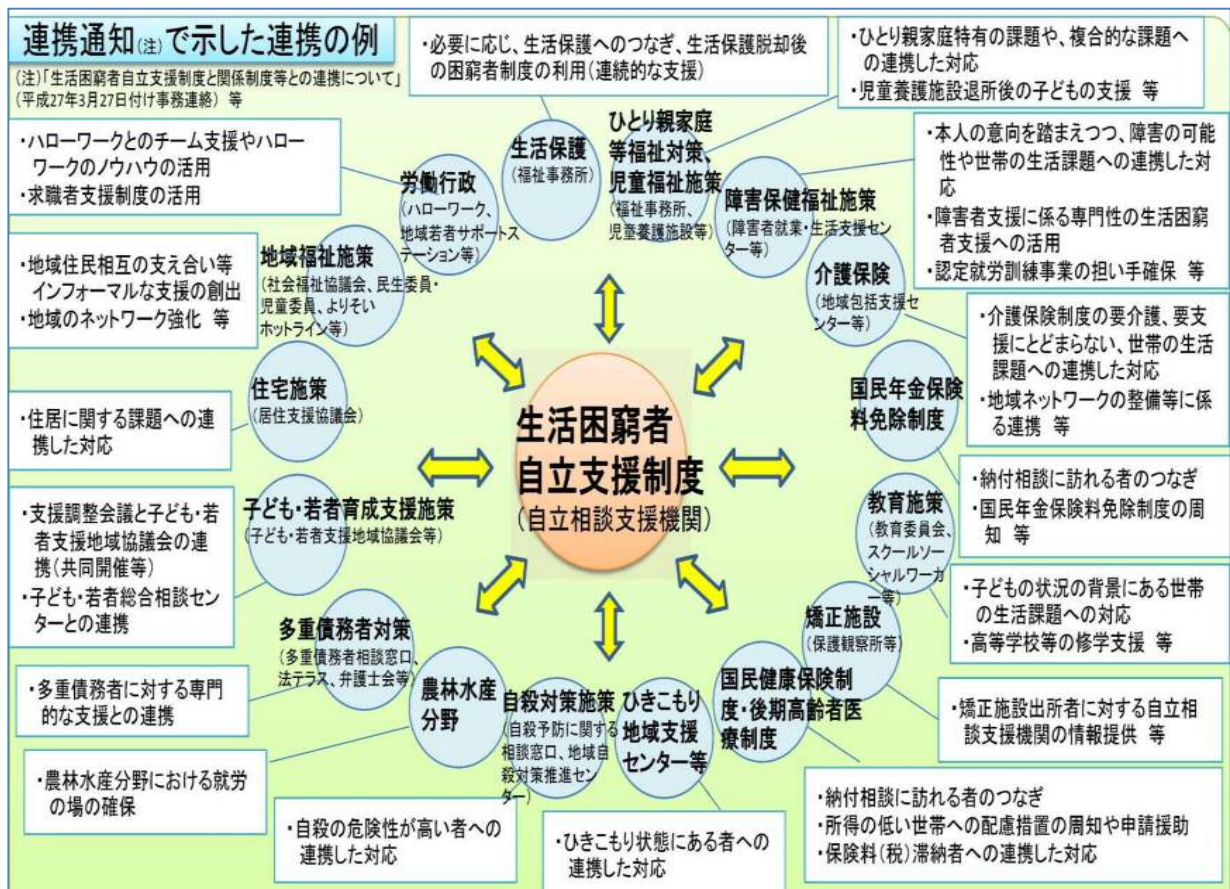 連携通知(注)で示した連携の例
(注)「生活困窮者自立支援制度と関係制度等との連携について」
(平成27年3月27日付け事務連絡) 等
・必要に応じ、生活保護へのつなぎ、生活保護脱却後
の困窮者制度の利用(連続的な支援)
・ひとり親家庭特有の課題や、複合的な課題へ
の連携した対応
・児童養護施設退所後の子どもの支援 等
・ハローワークとのチーム支援やハロー
ワークのノウハウの活用
・求職者支援制度の活用
労働行政
(ハローワーク、
地域若者サポートス
テーション等)
生活保護
(福祉事務所)
ひとり親家庭
等福祉対策、
児童福祉施策
(福祉事務所、
児童養護施設等)
障害保健福祉施策
(障害者就業・生活支援セン
ター等)
・本人の意向を踏まえつつ、障害の可能
性や世帯の生活課題への連携した対
応
・障害者支援に係る専門性の生活困窮
者支援への活用
・認定就労訓練事業の担い手確保 等
・地域住民相互の支え合い等
インフォーマルな支援の創出
・地域のネットワーク強化 等
地域福祉施策
(社会福祉協議会、民生委員・
児童委員、よりそい
ホットライン等)
介護保険
(地域包括支援セ
ンター等)
・介護保険制度の要介護、要支
援にとどまらない、世帯の生活
課題への連携した対応
・地域ネットワークの整備等に係
る連携 等
・住居に関する課題への連
携した対応
住宅施策
(居住支援協議会)
生活困窮者
自立支援制度
(自立相談支援機関)
国民年金保険
料免除制度
・納付相談に訪れる者のつなぎ
・国民年金保険料免除制度の周
知 等
・支援調整会議と子ども・若
者支援地域協議会の連
携(共同開催等)
・子ども・若者総合相談セン
ターとの連携
子ども・若者育成支援施策
(子ども・若者支援地域協議会等)
教育施策
(教育委員会、
スクールソー
シャルワーカ
ー等)
・子どもの状況の背景にある世帯
の生活課題への対応
・高等学校等の修学支援 等
多重債務者対策
(多重債務者相談窓口、
法テラス、弁護士会等)
・多重債務者に対する専門
的な支援との連携
農林水産
分野
・農林水産分野における就労
の場の確保
自殺対策施策
(自殺予防に関する
相談窓口、地域自
殺対策推進セン
ター)
・自殺の危険性が高い者への
連携した対応
ひきこもり
地域支援
センター等
・ひきこもり状態にある者への
連携した対応
国民健康保険制
度・後期高齢者医
療制度
・納付相談に訪れる者のつなぎ
・所得の低い世帯への配慮措置の周知や申請援助
・保険料(税)滞納者への連携した対応
矯正施設
(保護観察所等)
・矯正施設出所者に対する自立相
談支援機関の情報提供 等